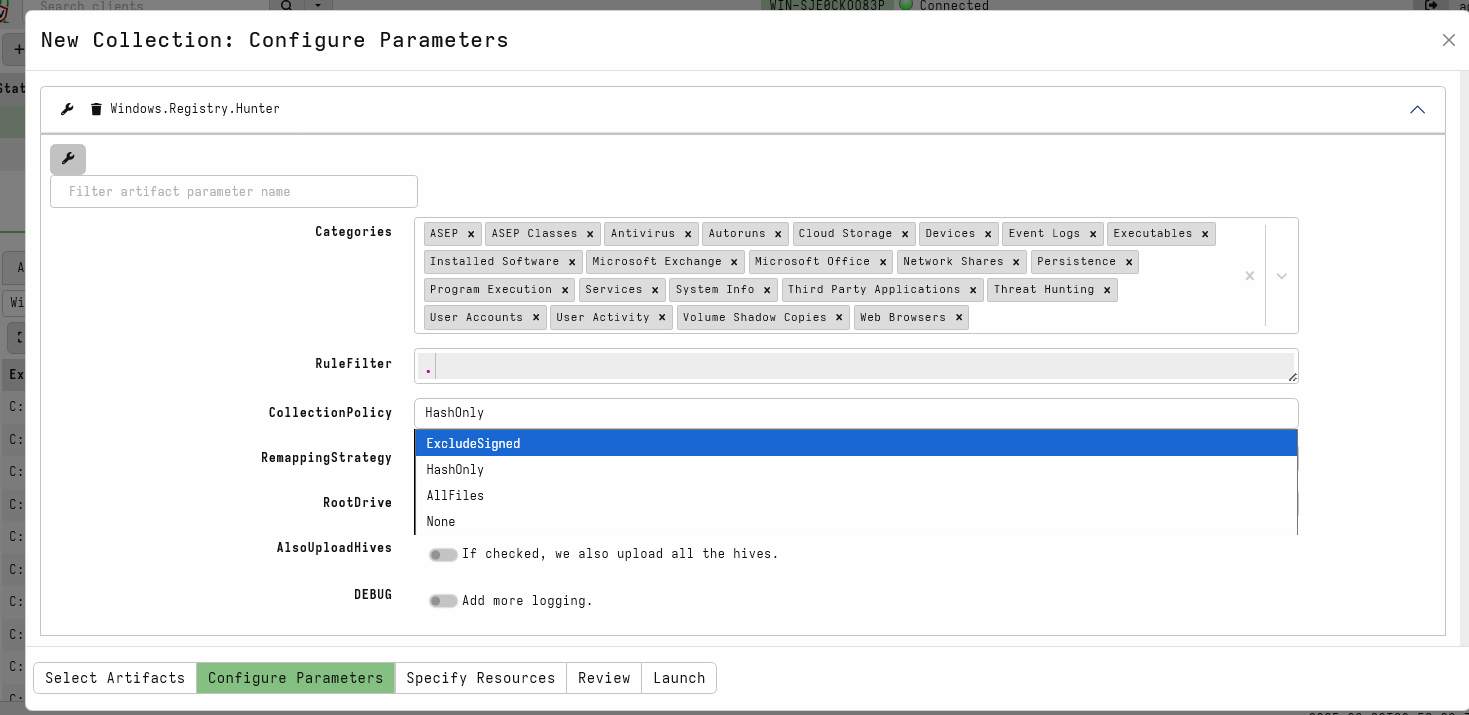 Search clients
WIN-SJE0CKOO83P Connected
New Collection: Configure Parameters
Stat
Windows.Registry.Hunter
Filter artifact parameter name
Categories
ASEP × ASEP Classes × Antivirus × Autoruns × Cloud Storage × Devices × Event Logs × Executables ×
Installed Software × Microsoft Exchange × Microsoft Office × Network Shares × Persistence ×
Program Execution × Services × System Info × Third Party Applications × Threat Hunting ×
User Accounts × User Activity × Volume Shadow Copies × Web Browsers ×
RuleFilter
.
CollectionPolicy HashOnly
ExcludeSigned
RemappingStrategy
HashOnly
AllFiles
RootDrive
None
AlsoUploadHives If checked, we also upload all the hives.
DEBUG Add more logging.
Wi
Ex
C:
C:
C:
C:
C:
C:
C:
C:
C:
C:
Select Artifacts Configure Parameters Specify Resources Review Launch